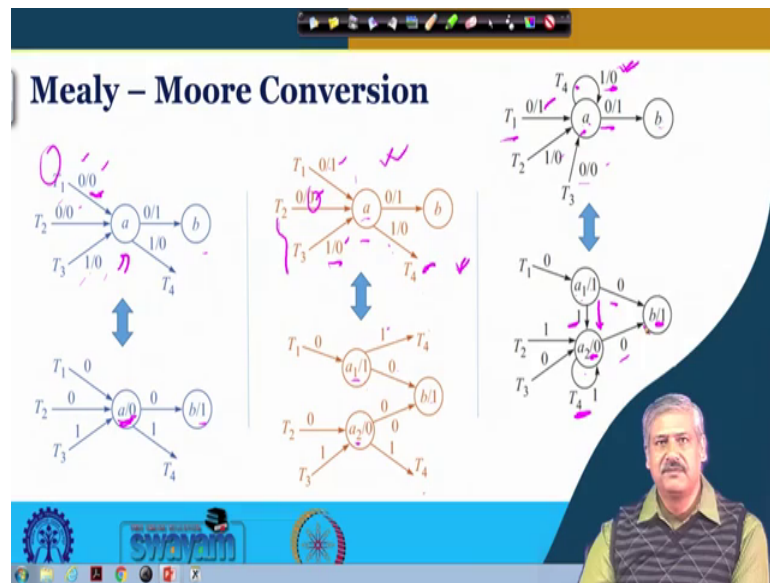 Mealy – Moore Conversion
T1 0/0
T2 0/0
T3 1/0
a
0/1
b
1/0
T4
T1 0
T2 0
T3 1
a/0
0
b/1
1
T4
T1 0/1
T2
T3 1/0
a
0/1
b
1/0
T4
T1 0
a1/1
1
T4
0
b/1
T2 0
a2/0
0
0
T3 1
1
T4
T4 1/0
T1 0/1
a
0/1
b
T2 1/0
T3 0/0
T1 0
a1/1
0
1
b/1
T2 1
a2/0
0
T3 0
T4 1
swayam